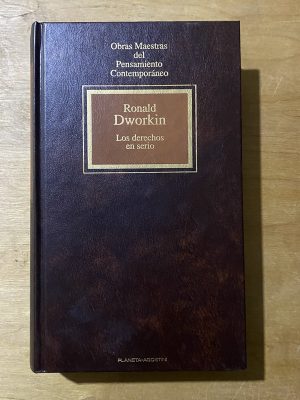 Obras Maestras
del
Pensamiento
Contemporáneo
Ronald
Dworkin
Los derechos
en serio
PLANETA-AGOSTINI